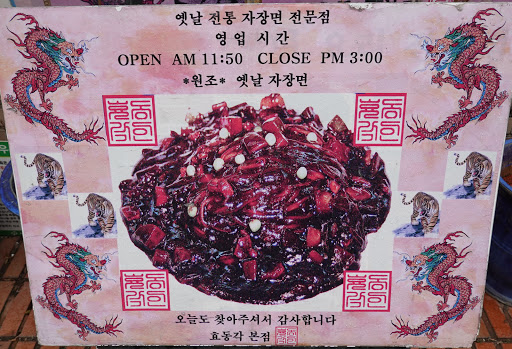 옛날 전통 자장면 전문점
영업 시간
OPEN AM 11:50 CLOSE PM 3:00
*원조* 옛날 자장면
오늘도 찾아주셔서 감사합니다
효동각 본점